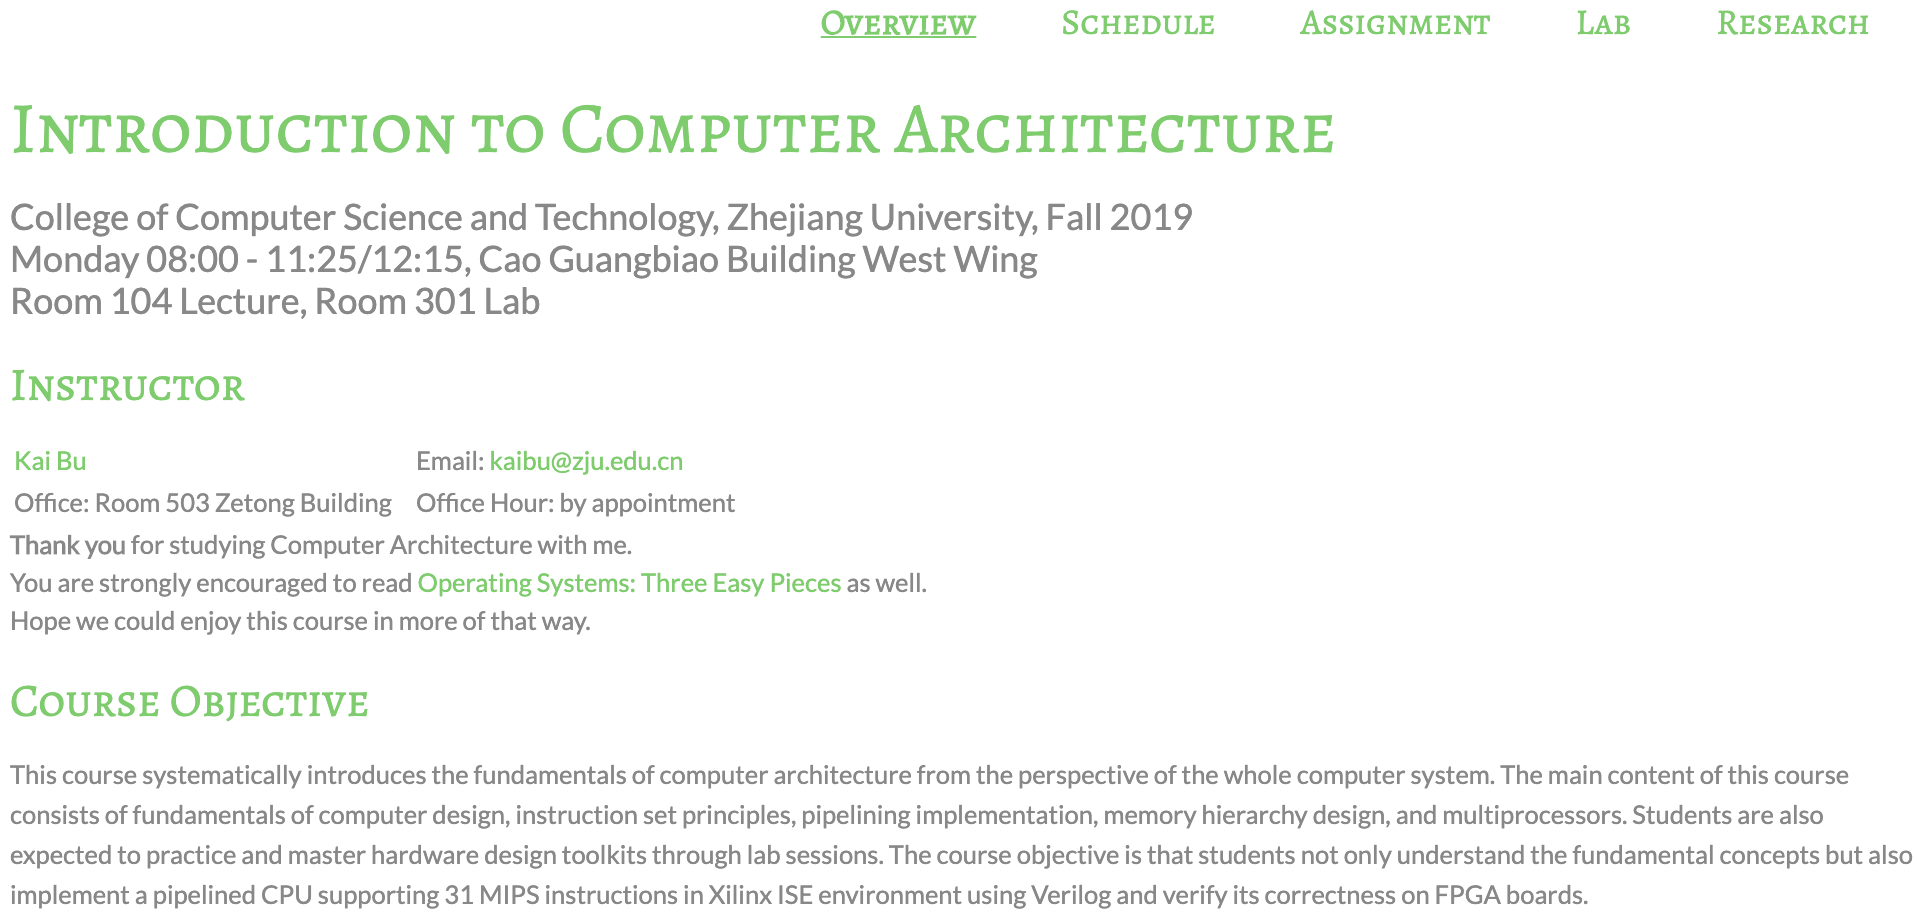 Overview Schedule Assignment Lab Research
Introduction to Computer Architecture
College of Computer Science and Technology, Zhejiang University, Fall 2019
Monday 08:00 - 11:25/12:15, Cao Guangbiao Building West Wing
Room 104 Lecture, Room 301 Lab
Instructor
Kai Bu Email: kaibu@zju.edu.cn
Office: Room 503 Zetong Building Office Hour: by appointment
Thank you for studying Computer Architecture with me.
You are strongly encouraged to read Operating Systems: Three Easy Pieces as well.
Hope we could enjoy this course in more of that way.
Course Objective
This course systematically introduces the fundamentals of computer architecture from the perspective of the whole computer system. The main content of this course
consists of fundamentals of computer design, instruction set principles, pipelining implementation, memory hierarchy design, and multiprocessors. Students are also
expected to practice and master hardware design toolkits through lab sessions. The course objective is that students not only understand the fundamental concepts but also
implement a pipelined CPU supporting 31 MIPS instructions in Xilinx ISE environment using Verilog and verify its correctness on FPGA boards.